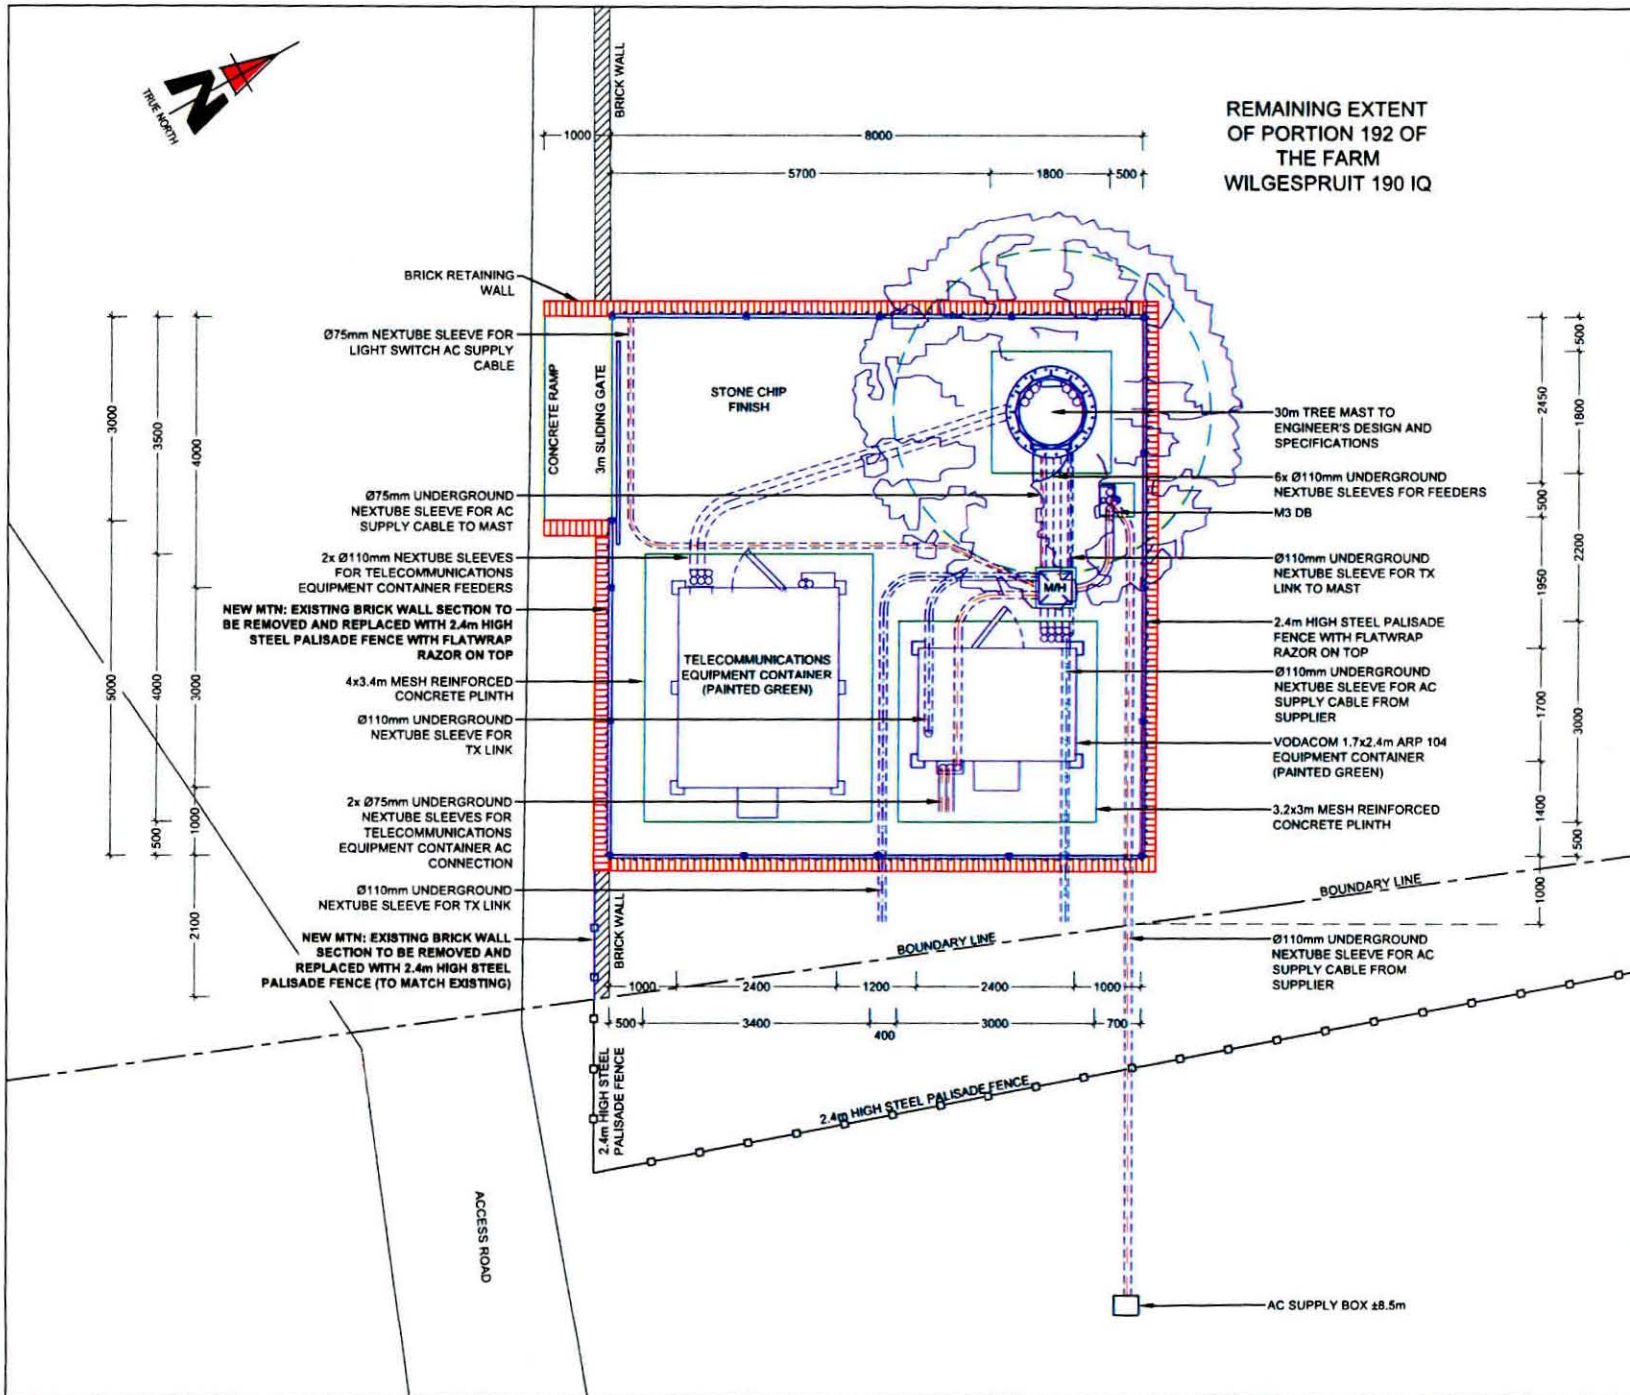 N
TRUE NORTH
BRICK WALL
REMAINING EXTENT
OF PORTION 192 OF
THE FARM
WILGESPRUIT 190 IQ
1000
8000
5700
1800
500
BRICK RETAINING
WALL
Ø75mm NEXTUBE SLEEVE FOR
LIGHT SWITCH AC SUPPLY
CABLE
CONCRETE RAMP
3m SLIDING GATE
STONE CHIP
FINISH
Ø75mm UNDERGROUND
NEXTUBE SLEEVE FOR AC
SUPPLY CABLE TO MAST
2x Ø110mm NEXTUBE SLEEVES
FOR TELECOMMUNICATIONS
EQUIPMENT CONTAINER FEEDERS
NEW MTN: EXISTING BRICK WALL SECTION TO
BE REMOVED AND REPLACED WITH 2.4m HIGH
STEEL PALISADE FENCE WITH FLATWRAP
RAZOR ON TOP
4x3.4m MESH REINFORCED
CONCRETE PLINTH
Ø110mm UNDERGROUND
NEXTUBE SLEEVE FOR
TX LINK
2x Ø75mm UNDERGROUND
NEXTUBE SLEEVES FOR
TELECOMMUNICATIONS
EQUIPMENT CONTAINER AC
CONNECTION
Ø110mm UNDERGROUND
NEXTUBE SLEEVE FOR TX LINK
NEW MTN: EXISTING BRICK WALL
SECTION TO BE REMOVED AND
REPLACED WITH 2.4m HIGH STEEL
PALISADE FENCE (TO MATCH EXISTING)
3000
5000
3500
4000
500
4000
3000
1000
2100
TELECOMMUNICATIONS
EQUIPMENT CONTAINER
(PAINTED GREEN)
M/H
30m TREE MAST TO
ENGINEER'S DESIGN AND
SPECIFICATIONS
6x Ø110mm UNDERGROUND
NEXTUBE SLEEVES FOR FEEDERS
M3 DB
Ø110mm UNDERGROUND
NEXTUBE SLEEVE FOR TX
LINK TO MAST
2.4m HIGH STEEL PALISADE
FENCE WITH FLATWRAP
RAZOR ON TOP
Ø110mm UNDERGROUND
NEXTUBE SLEEVE FOR AC
SUPPLY CABLE FROM
SUPPLIER
VODACOM 1.7x2.4m ARP 104
EQUIPMENT CONTAINER
(PAINTED GREEN)
3.2x3m MESH REINFORCED
CONCRETE PLINTH
2450
500
1950
1700
1400
1000
500
1800
2200
3000
500
BOUNDARY LINE
BOUNDARY LINE
Ø110mm UNDERGROUND
NEXTUBE SLEEVE FOR AC
SUPPLY CABLE FROM
SUPPLIER
BRICK WALL
1000
2400
1200
2400
1000
500
3400
400
3000
700
2.4m HIGH STEEL
PALISADE FENCE
2.4m HIGH STEEL PALISADE FENCE
ACCESS ROAD
AC SUPPLY BOX ±8.5m